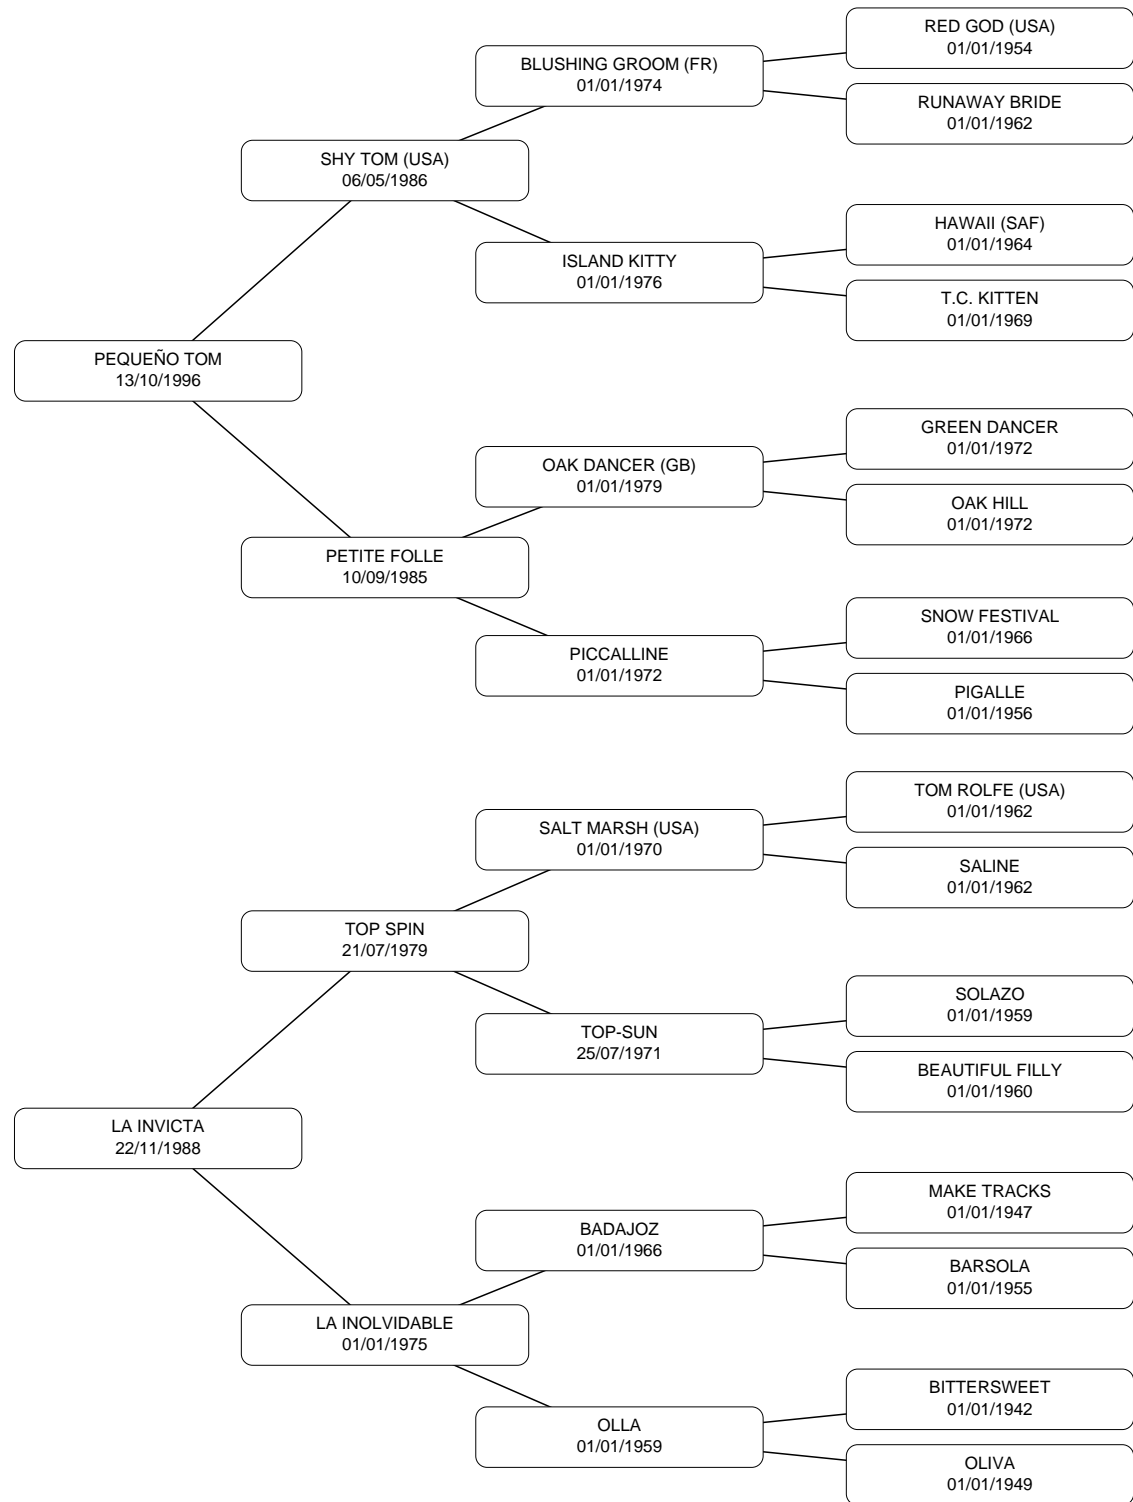 RED GOD (USA)
01/01/1954
BLUSHING GROOM (FR)
01/01/1974
RUNAWAY BRIDE
01/01/1962
SHY TOM (USA)
06/05/1986
HAWAII (SAF)
01/01/1964
ISLAND KITTY
01/01/1976
T.C. KITTEN
01/01/1969
PEQUEÑO TOM
13/10/1996
GREEN DANCER
01/01/1972
OAK DANCER (GB)
01/01/1979
OAK HILL
01/01/1972
PETITE FOLLE
10/09/1985
SNOW FESTIVAL
01/01/1966
PICCALLINE
01/01/1972
PIGALLE
01/01/1956
TOM ROLFE (USA)
01/01/1962
SALT MARSH (USA)
01/01/1970
SALINE
01/01/1962
TOP SPIN
21/07/1979
SOLAZO
01/01/1959
TOP-SUN
25/07/1971
BEAUTIFUL FILLY
01/01/1960
LA INVICTA
22/11/1988
MAKE TRACKS
01/01/1947
BADAJOZ
01/01/1966
BARSOLA
01/01/1955
LA INOLVIDABLE
01/01/1975
BITTERSWEET
01/01/1942
OLLA
01/01/1959
OLIVA
01/01/1949